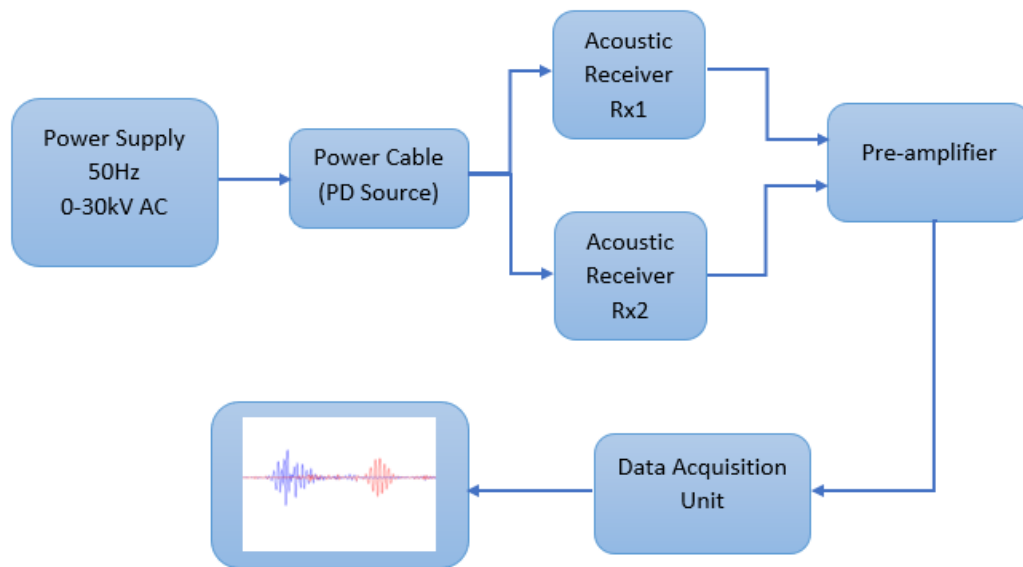 Power Supply
50Hz
0-30kV AC
Power Cable
(PD Source)
Acoustic
Receiver
Rx1
Acoustic
Receiver
Rx2
Pre-amplifier
Data Acquisition
Unit